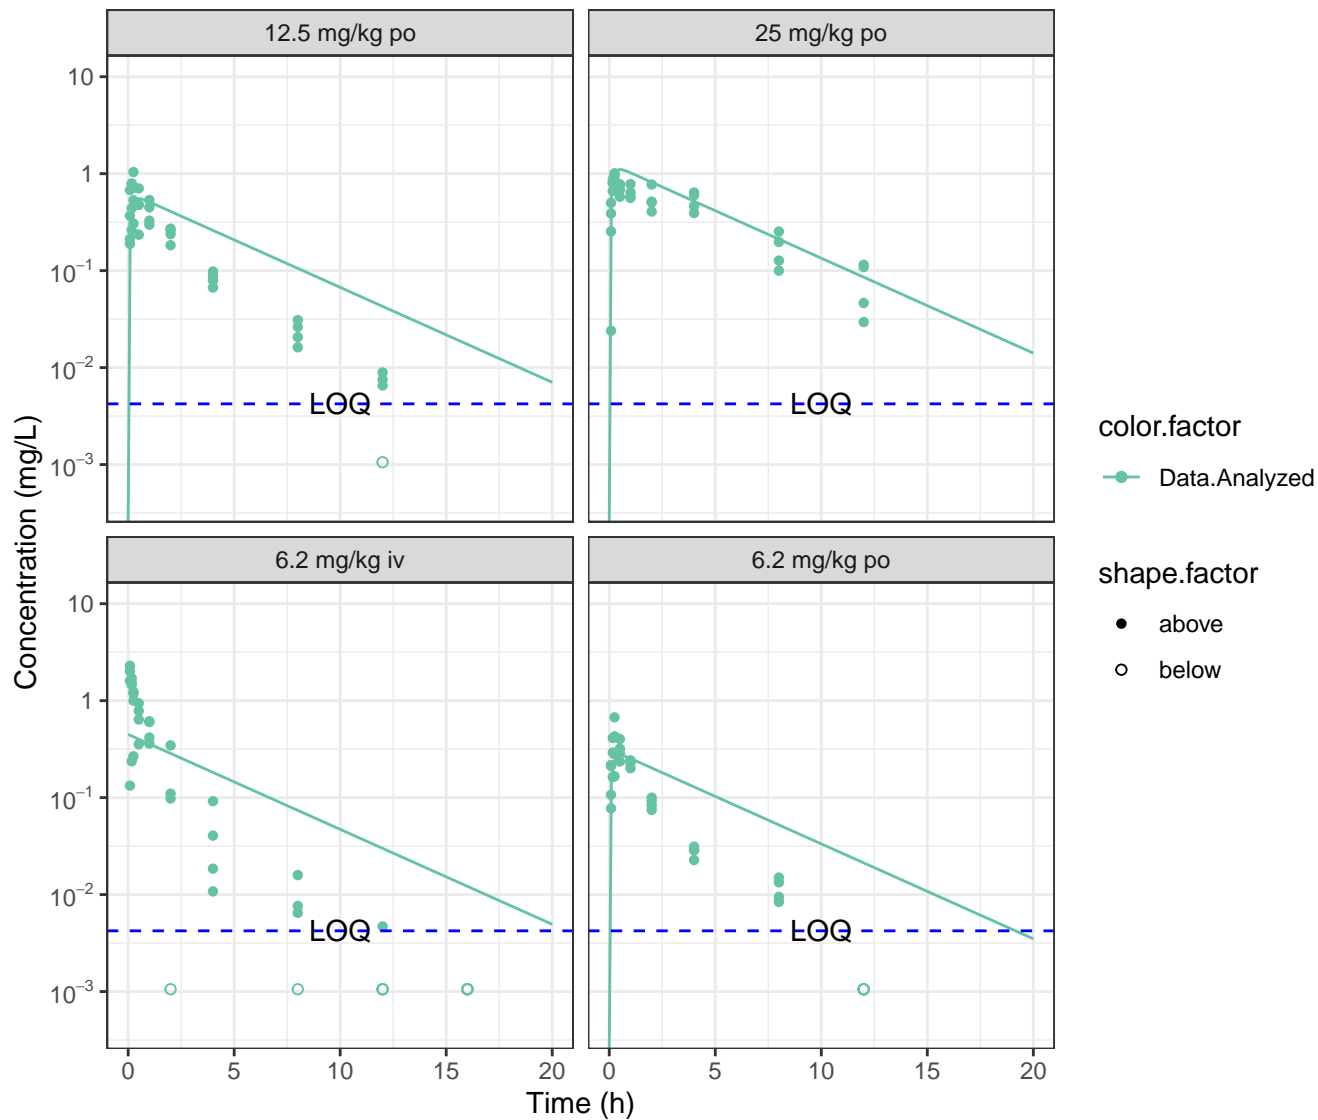 12.5 mg/kg po
25 mg/kg po
10
1
10⁻¹
10⁻²
10⁻³
LOQ
LOQ
6.2 mg/kg iv
6.2 mg/kg po
10
1
10⁻¹
10⁻²
10⁻³
LOQ
LOQ
0 5 10 15 20
0 5 10 15 20
Time (h)
Concentration (mg/L)
color.factor
Data.Analyzed
shape.factor
above
below